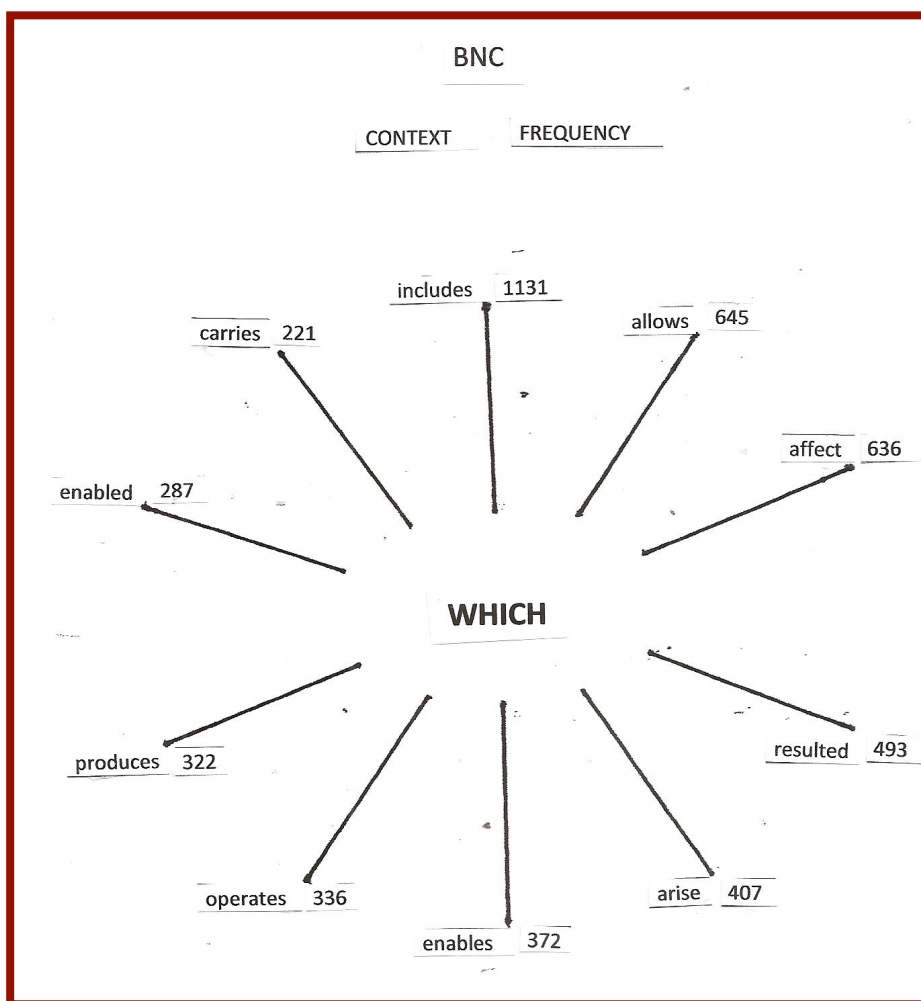 BNC
CONTEXT FREQUENCY
includes 1131
carries 221
allows 645
affect 636
enabled 287
WHICH
produces 322
resulted 493
operates 336
arise 407
enables 372